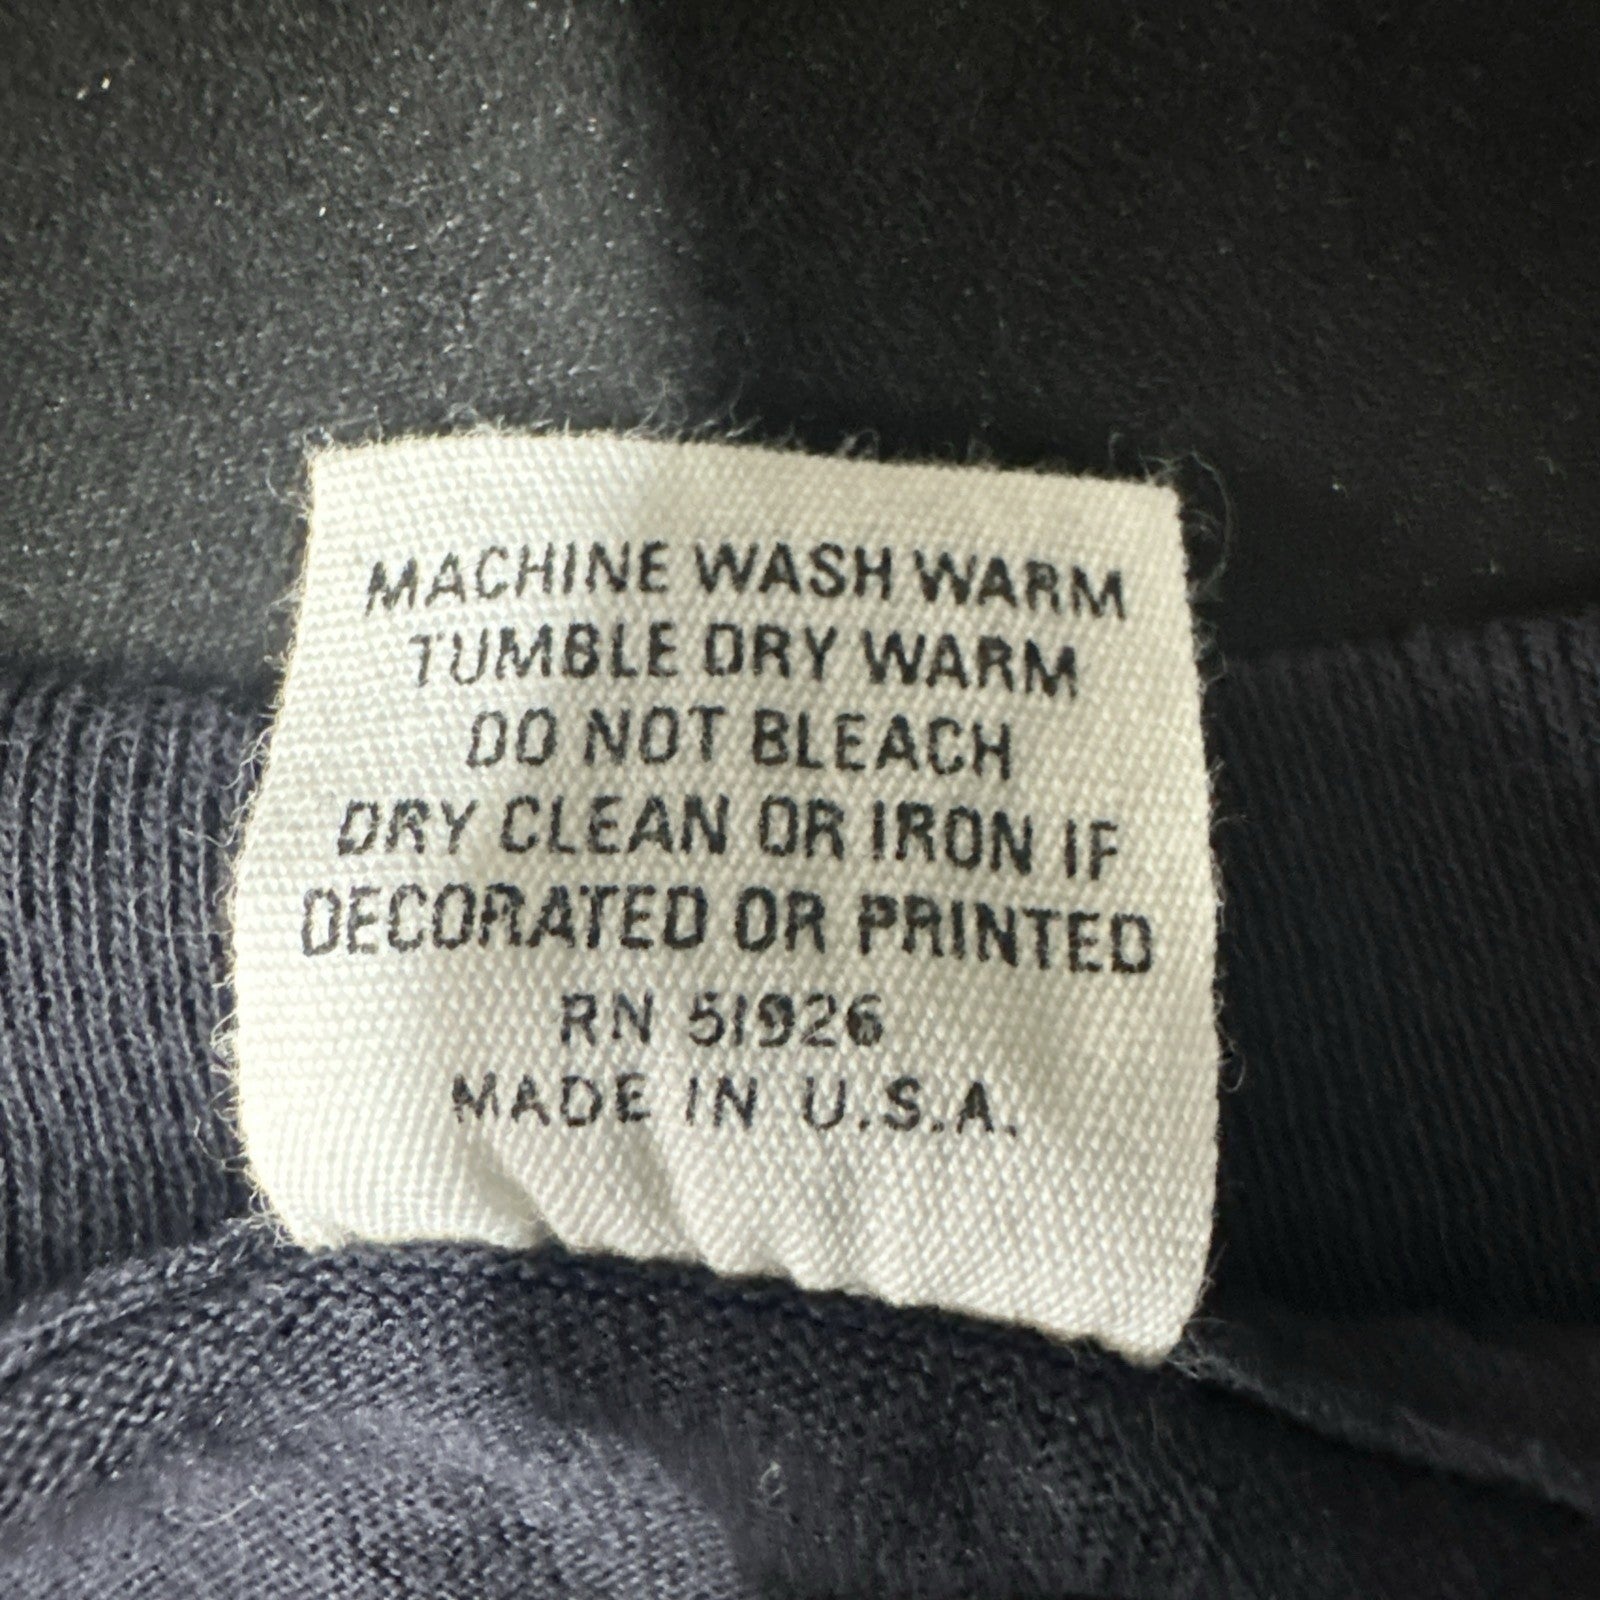 MACHINE WASH WARM
TUMBLE DRY WARM
DO NOT BLEACH
DRY CLEAN OR IRON IF
DECORATED OR PRINTED
RN 51926
MADE IN U.S.A.